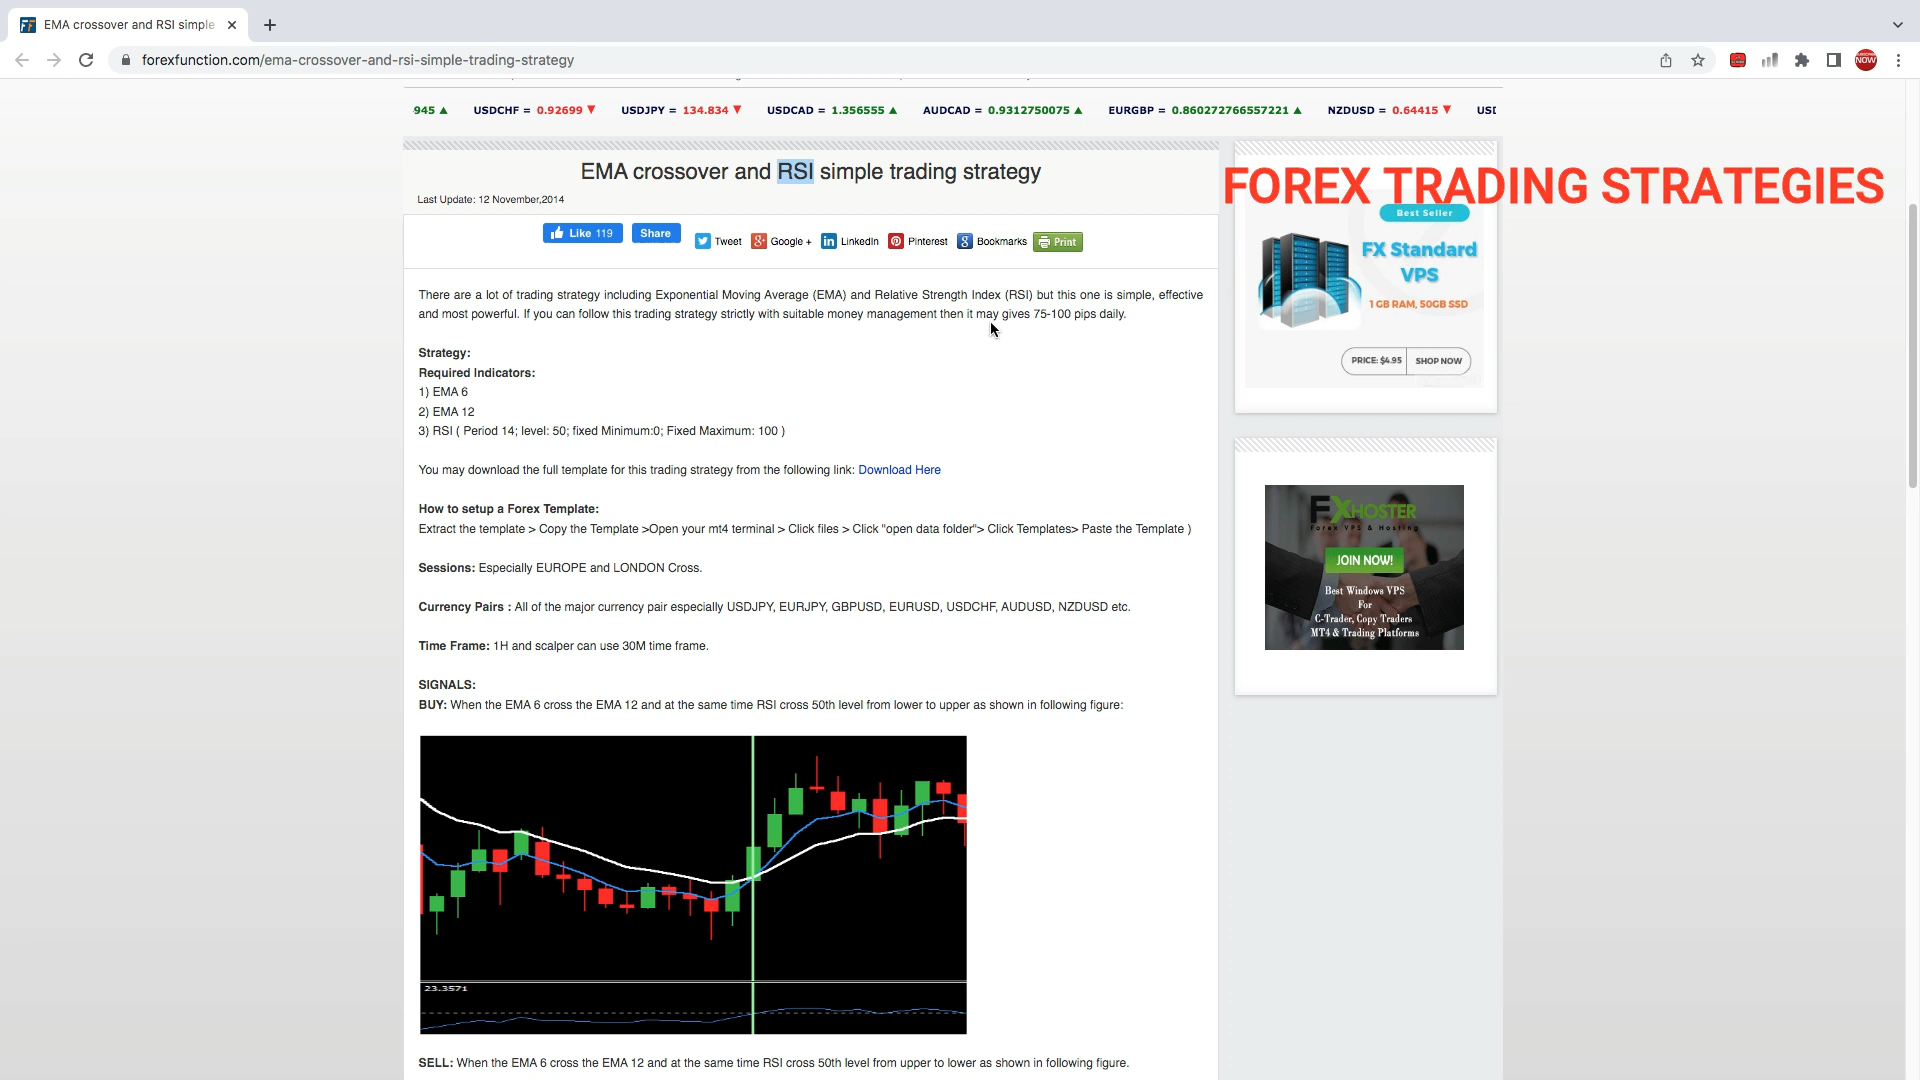 EMA crossover and RSI simple
forexfunction.com/ema-crossover-and-rsi-simple-trading-strategy
NOW
945 ▲ USDCHF = 0.92699 ▼ USDJPY = 134.834 ▼ USDCAD = 1.356555 ▲ AUDCAD = 0.9312750075 ▲ EURGBP = 0.860272766557221 ▲ NZDUSD = 0.64415 ▼ USD
EMA crossover and RSI simple trading strategy
FOREX TRADING STRATEGIES
Last Update: 12 November,2014
Like 119 Share Tweet Google + LinkedIn Pinterest Bookmarks Print
Best Seller
FX Standard
VPS
1 GB RAM, 50GB SSD
PRICE: $4.95 SHOP NOW
There are a lot of trading strategy including Exponential Moving Average (EMA) and Relative Strength Index (RSI) but this one is simple, effective
and most powerful. If you can follow this trading strategy strictly with suitable money management then it may gives 75-100 pips daily.
Strategy:
Required Indicators:
1) EMA 6
2) EMA 12
3) RSI ( Period 14; level: 50; fixed Minimum:0; Fixed Maximum: 100 )
You may download the full template for this trading strategy from the following link: Download Here
How to setup a Forex Template:
Extract the template > Copy the Template >Open your mt4 terminal > Click files > Click "open data folder"> Click Templates> Paste the Template )
Sessions: Especially EUROPE and LONDON Cross.
Currency Pairs : All of the major currency pair especially USDJPY, EURJPY, GBPUSD, EURUSD, USDCHF, AUDUSD, NZDUSD etc.
Time Frame: 1H and scalper can use 30M time frame.
FXHOSTER
Forex VPS & Hosting
JOIN NOW!
Best Windows VPS
For
C-Trader, Copy Traders
MT4 & Trading Platforms
SIGNALS:
BUY: When the EMA 6 cross the EMA 12 and at the same time RSI cross 50th level from lower to upper as shown in following figure:
23.3571
SELL: When the EMA 6 cross the EMA 12 and at the same time RSI cross 50th level from upper to lower as shown in following figure.